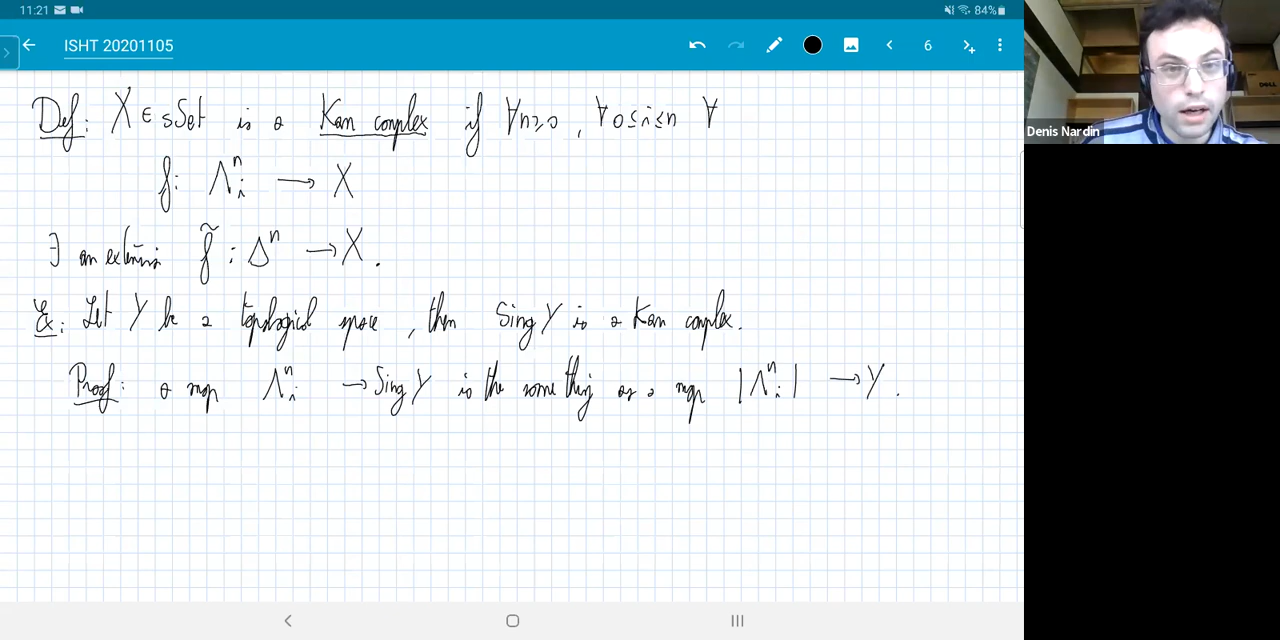 11:21
84%
ISHT 20201105
6
Def: X ∈ sSet is a Kan complex if ∀n≥0, ∀0≤i≤n ∀
f: Λⁿᵢ → X
∃ an extension f̃ : Δⁿ → X.
Ex: Let Y be a topological space, then Sing Y is a Kan complex.
Proof: a map Λⁿᵢ → Sing Y is the same thing as a map |Λⁿᵢ| → Y.
Denis Nardin
DELL